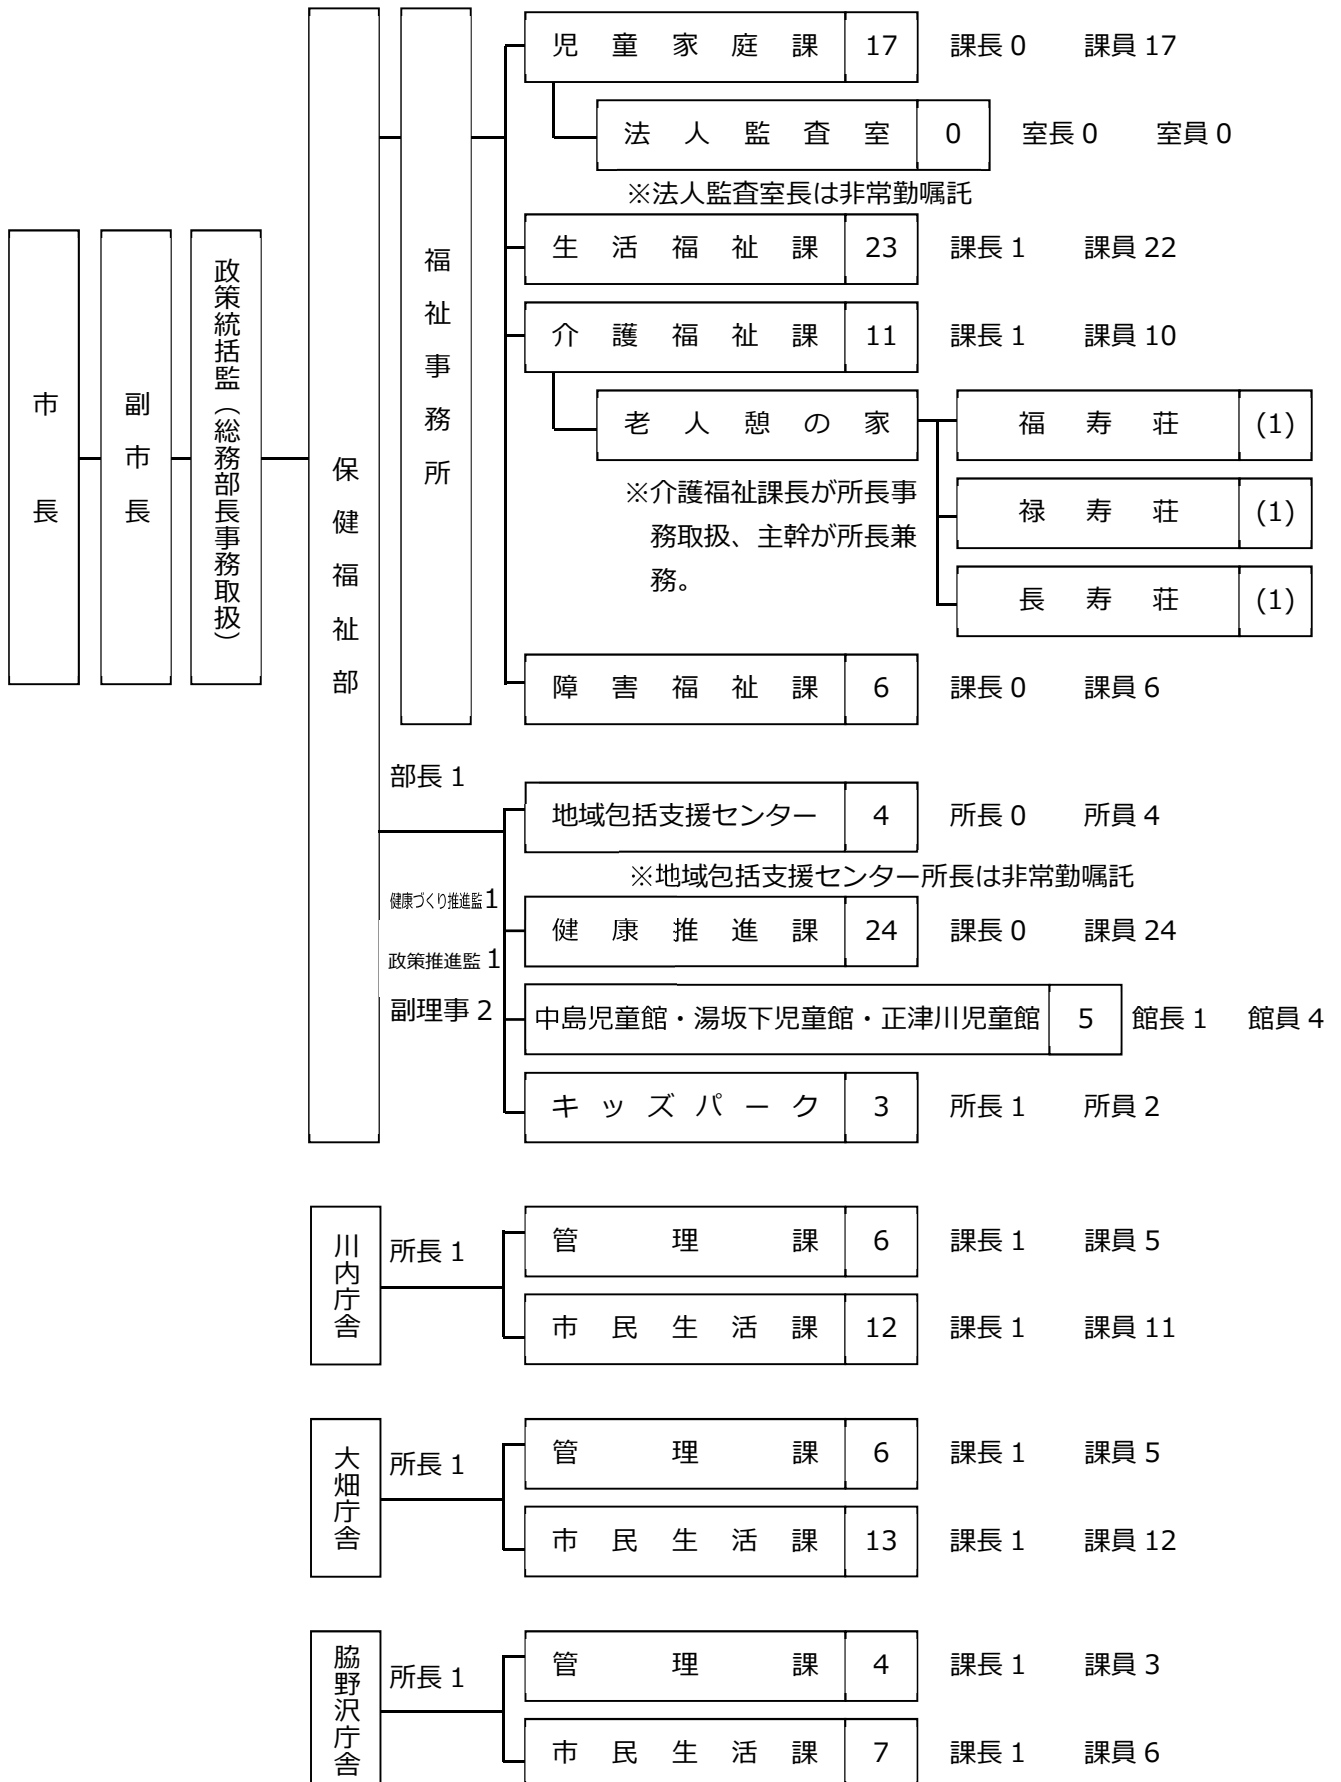 市長
副市長
政策統括監（総務部長事務取扱）
保健福祉部
福祉事務所
児童家庭課 17 課長0 課員17
法人監査室 0 室長0 室員0
※法人監査室長は非常勤嘱託
生活福祉課 23 課長1 課員22
介護福祉課 11 課長1 課員10
老人憩の家
福寿荘 (1)
※介護福祉課長が所長事
務取扱、主幹が所長兼
務。
禄寿荘 (1)
長寿荘 (1)
障害福祉課 6 課長0 課員6
部長1
健康づくり推進監1
政策推進監1
副理事2
地域包括支援センター 4 所長0 所員4
※地域包括支援センター所長は非常勤嘱託
健康推進課 24 課長0 課員24
中島児童館・湯坂下児童館・正津川児童館 5 館長1 館員4
キッズパーク 3 所長1 所員2
川内庁舎
所長1
管理課 6 課長1 課員5
市民生活課 12 課長1 課員11
大畑庁舎
所長1
管理課 6 課長1 課員5
市民生活課 13 課長1 課員12
脇野沢庁舎
所長1
管理課 4 課長1 課員3
市民生活課 7 課長1 課員6